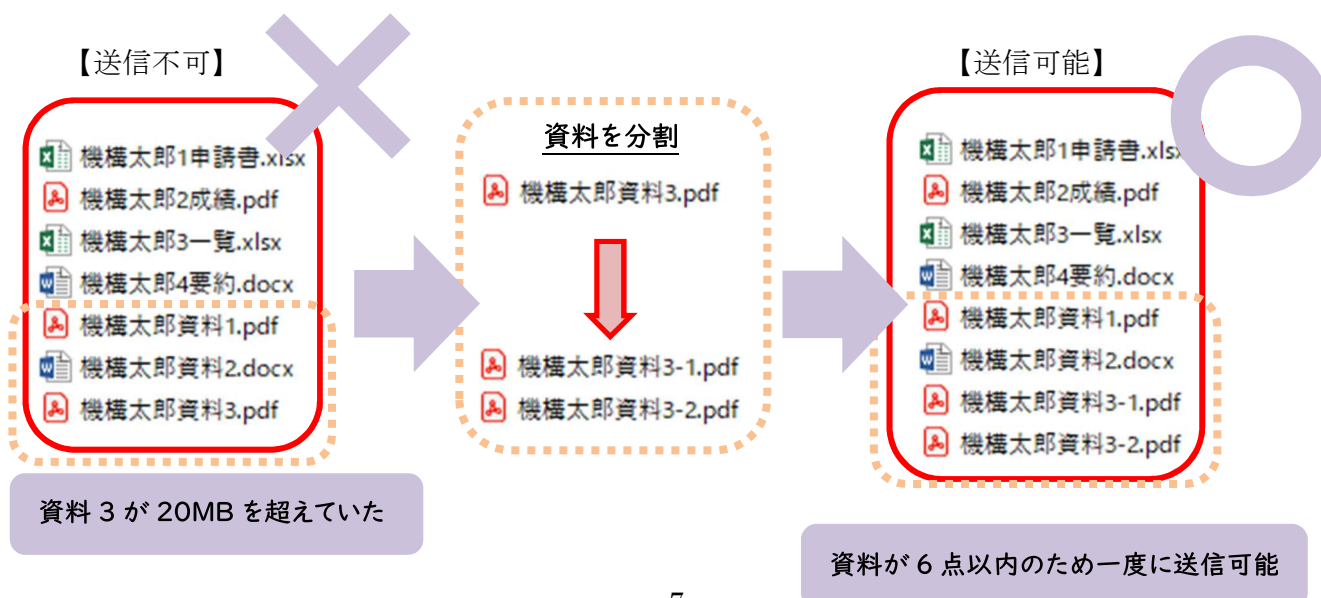 【送信不可】
機構太郎1申請書.xlsx
機構太郎2成績.pdf
機構太郎3一覧.xlsx
機構太郎4要約.docx
機構太郎資料1.pdf
機構太郎資料2.docx
機構太郎資料3.pdf
資料3が20MBを超えていた
資料を分割
機構太郎資料3.pdf
機構太郎資料3-1.pdf
機構太郎資料3-2.pdf
【送信可能】
機構太郎1申請書.xlsx
機構太郎2成績.pdf
機構太郎3一覧.xlsx
機構太郎4要約.docx
機構太郎資料1.pdf
機構太郎資料2.docx
機構太郎資料3-1.pdf
機構太郎資料3-2.pdf
資料が6点以内のため一度に送信可能